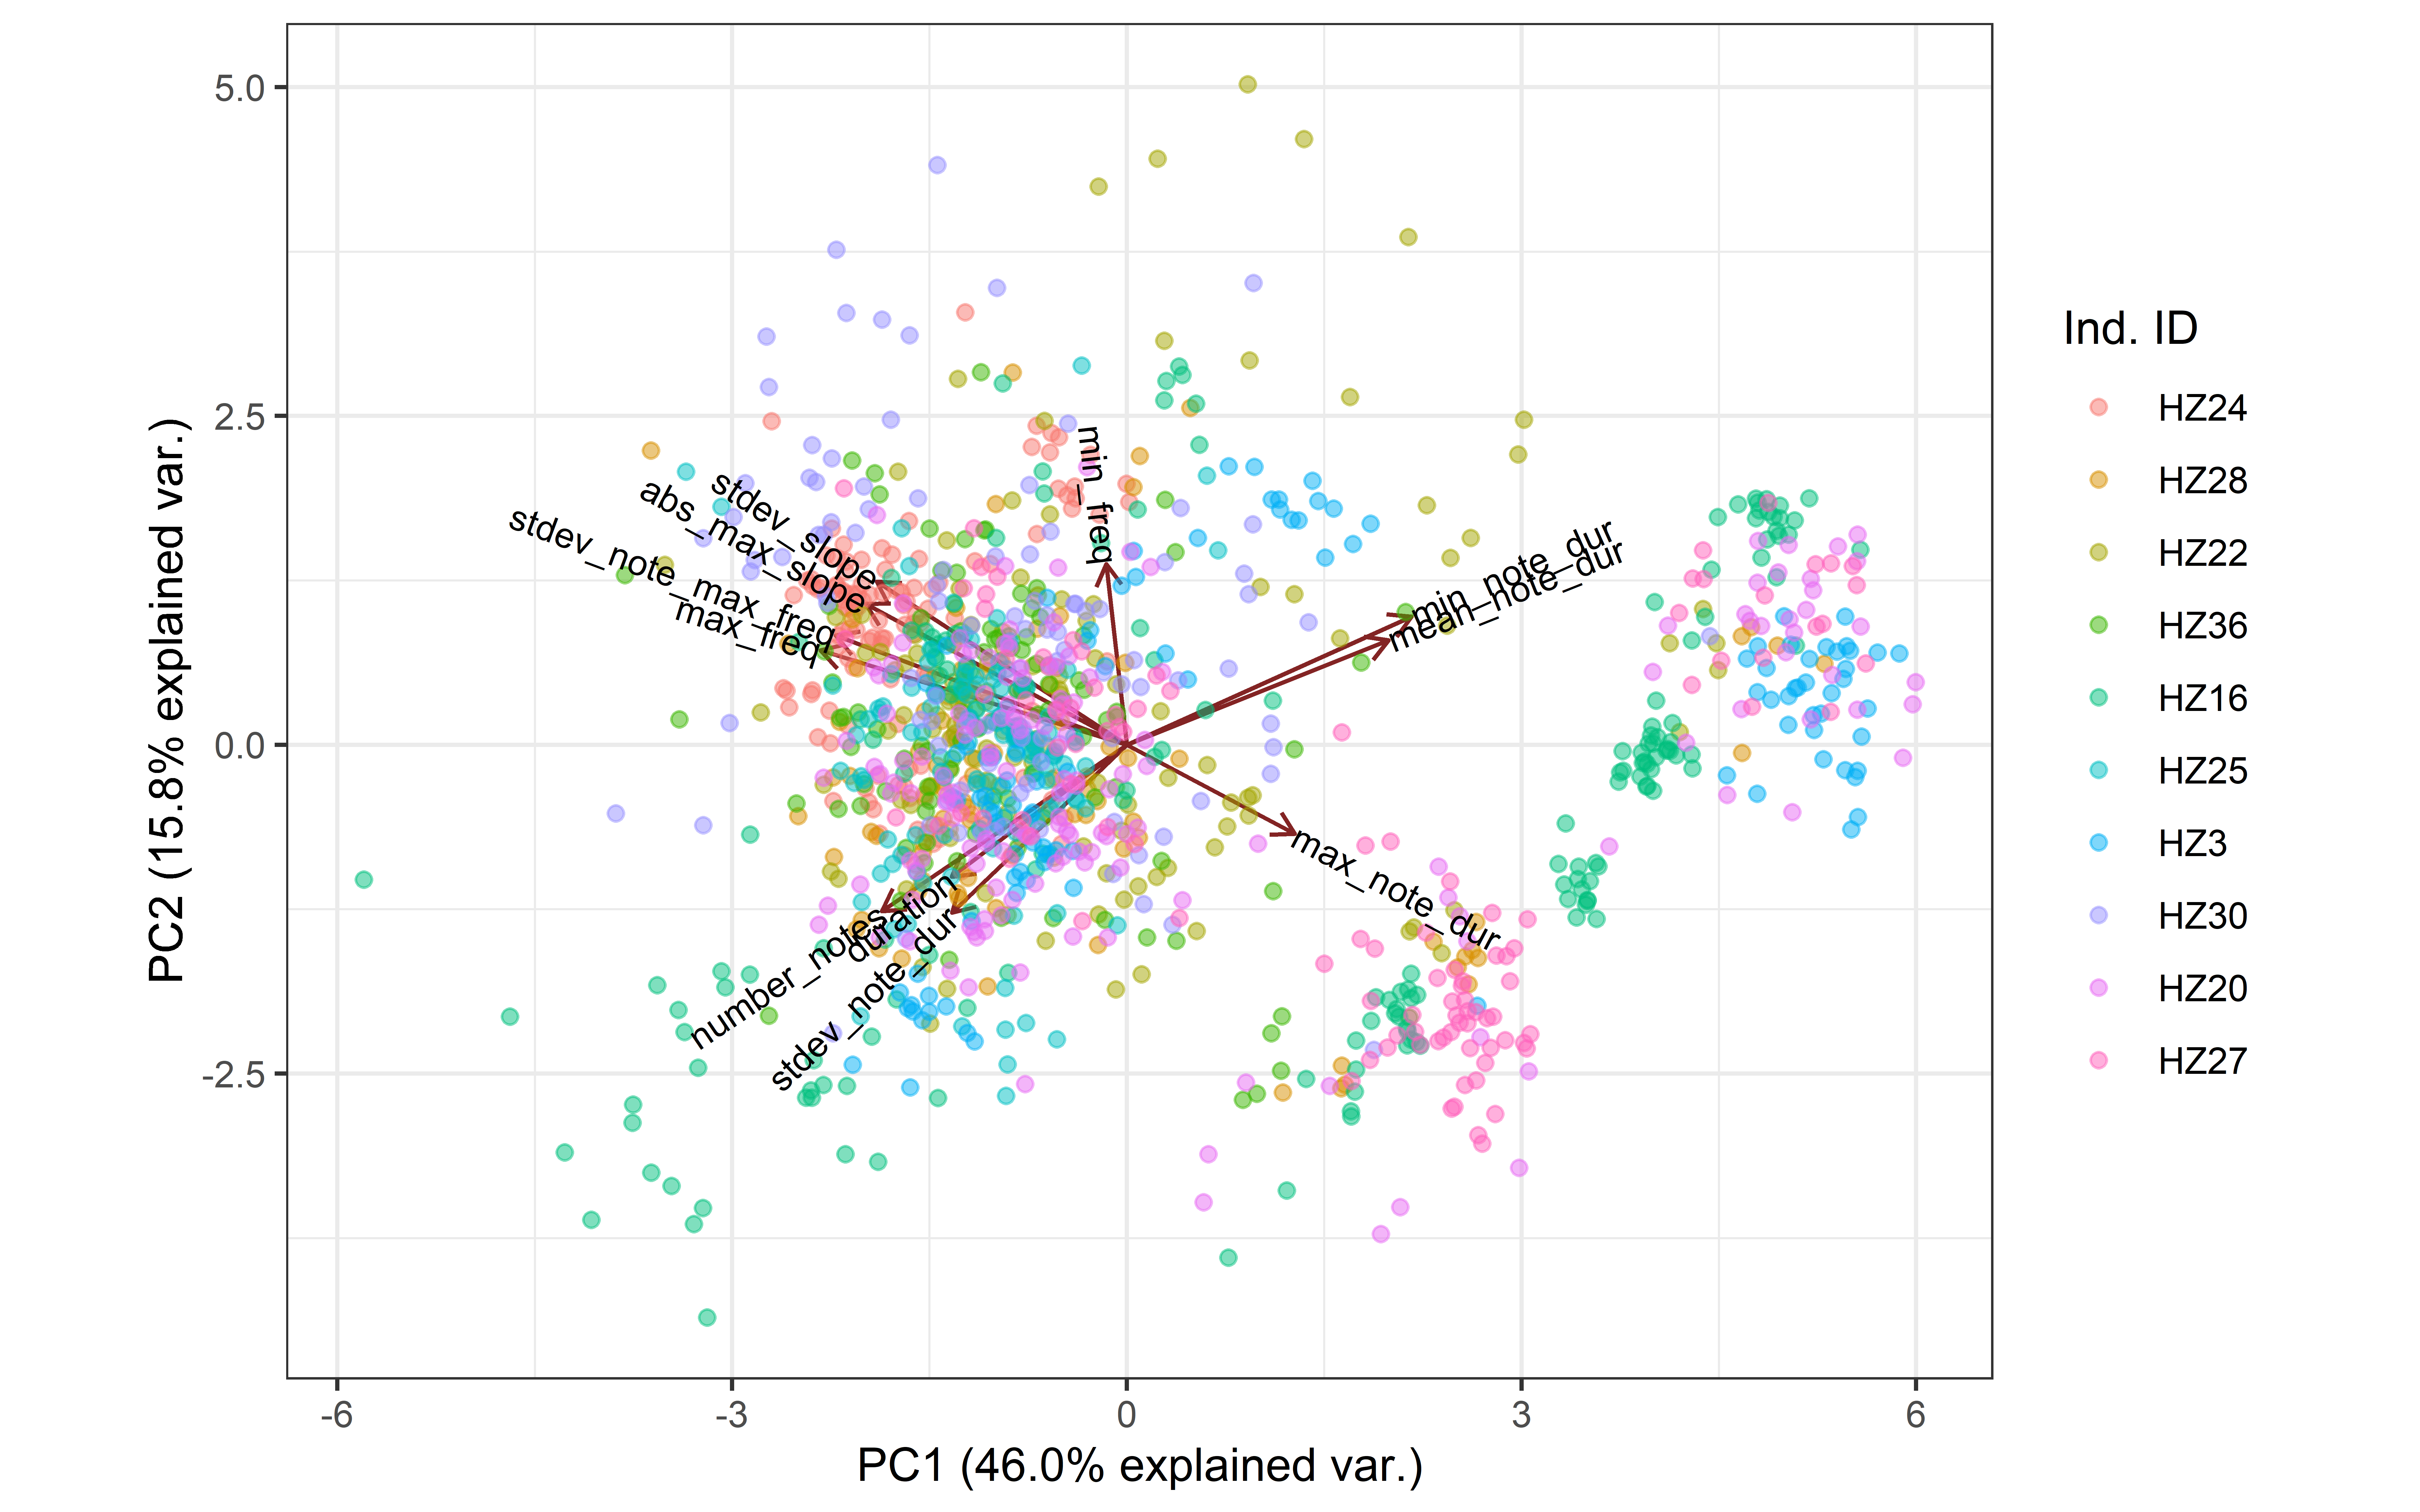 5.0
2.5
0.0
-2.5
PC2 (15.8% explained var.)
-6
-3
0
3
6
PC1 (46.0% explained var.)
min_freq
stdev_slope
abs_max_slope
stdev_note_max_freq
max_freq
min_note_dur
mean_note_dur
max_note_dur
number_notes
duration
stdev_note_dur
Ind. ID
HZ24
HZ28
HZ22
HZ36
HZ16
HZ25
HZ3
HZ30
HZ20
HZ27